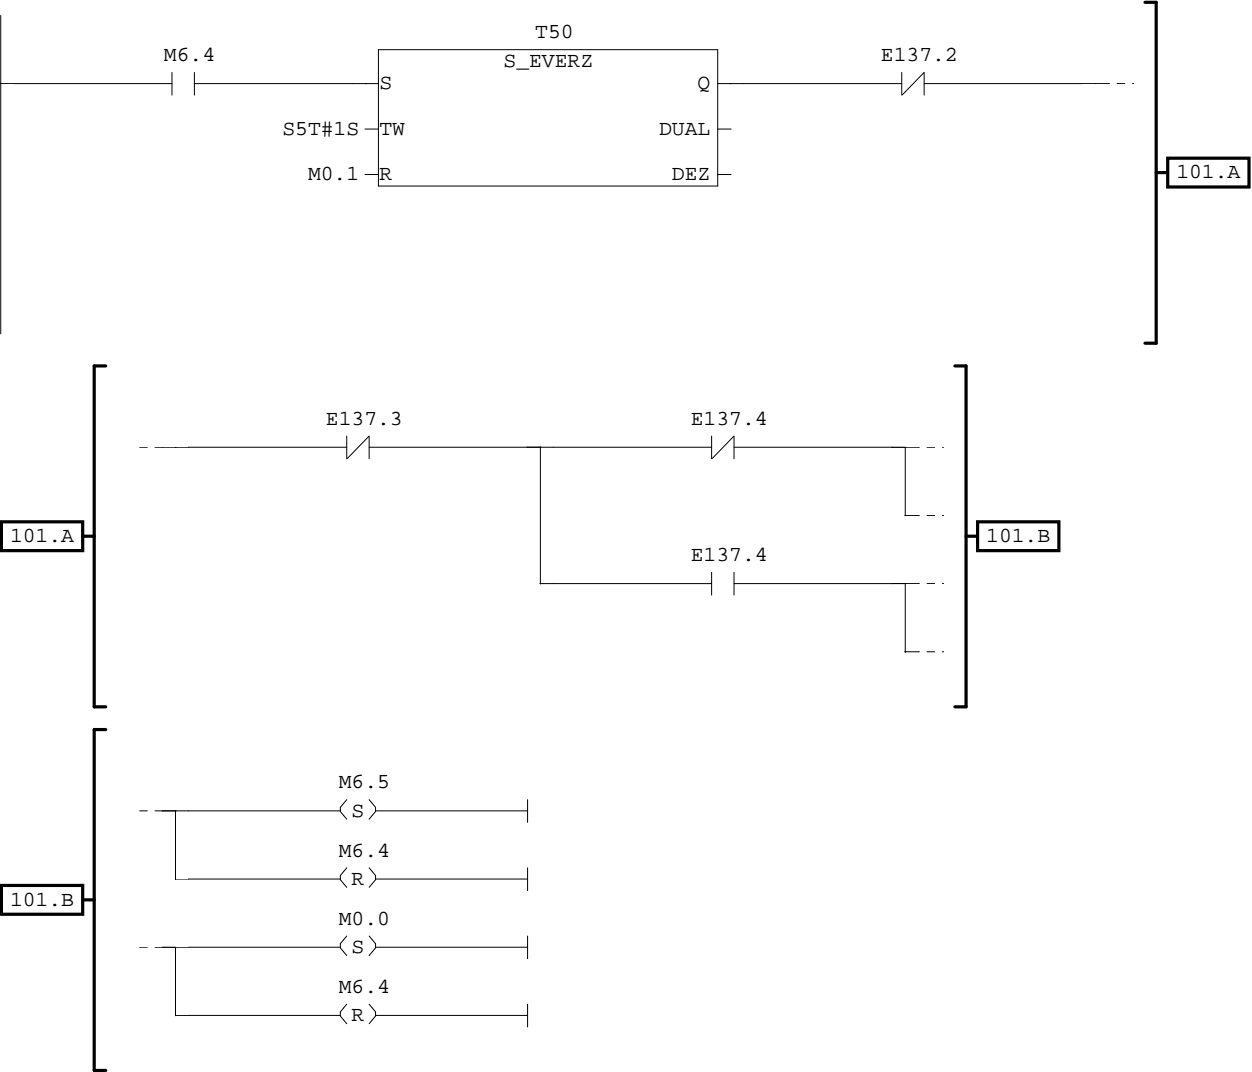 T50
M6.4
S_EVERZ
E137.2
S
Q
S5T#1S
TW
DUAL
M0.1
R
DEZ
101.A
E137.3
E137.4
101.A
101.B
E137.4
M6.5
S
M6.4
R
101.B
M0.0
S
M6.4
R